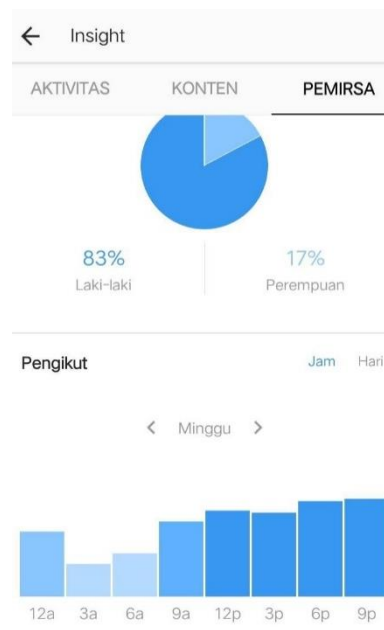 ← Insight
AKTIVITAS KONTEN PEMIRSA
83% 17%
Laki-laki Perempuan
Pengikut Jam Hari
< Minggu >
12a 3a 6a 9a 12p 3p 6p 9p